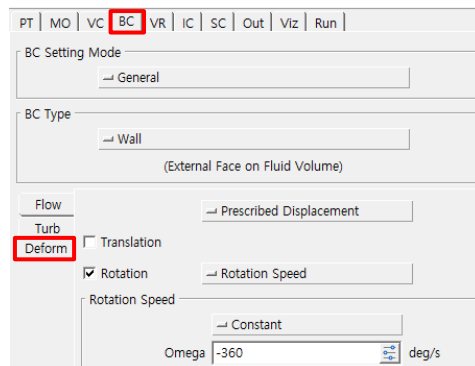 PT MO VC BC VR IC SC Out Viz Run
BC Setting Mode
General
BC Type
Wall
(External Face on Fluid Volume)
Flow
Prescribed Displacement
Turb
Deform
Translation
Rotation Rotation Speed
Rotation Speed
Constant
Omega -360 deg/s